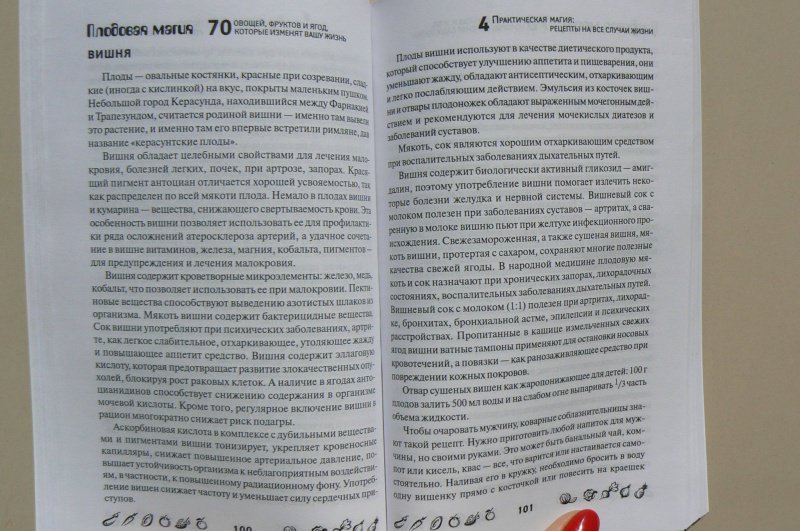 Плодовая магия 70 ОВОЩЕЙ, ФРУКТОВ И ЯГОД,
КОТОРЫЕ ИЗМЕНЯТ ВАШУ ЖИЗНЬ
ВИШНЯ
Плоды — овальные костянки, красные при созревании, слад-
кие (иногда с кислинкой) на вкус, покрыты маленьким пушком.
Небольшой город Керасунда, находившийся между Фарнакией
и Трапезундом, считается родиной вишни — именно там вывели
это растение, и именно там его впервые встретили римляне, дав
название «керасунтские плоды».
Вишня обладает целебными свойствами для лечения мало-
кровия, болезней легких, почек, при артрозе, запорах. Крася-
щий пигмент антоциан отличается хорошей усвояемостью, так
как распределен по всей мякоти плода. Немало в плодах вишни
и кумарина — вещества, снижающего свертываемость крови. Эта
особенность вишни позволяет использовать ее для профилакти-
ки ряда осложнений атеросклероза артерий, а удачное сочета-
ние в вишне витаминов, железа, магния, кобальта, пигментов –
для предупреждения и лечения малокровия.
Вишня содержит кроветворные микроэлементы: железо, медь,
кобальт, что позволяет использовать ее при малокровии. Пекти-
новые вещества способствуют выведению азотистых шлаков из
организма. Мякоть вишни содержит бактерицидные вещества.
Сок вишни употребляют при психических заболеваниях, артри-
те, как легкое слабительное, отхаркивающее, утоляющее жажду
и повышающее аппетит средство. Вишня содержит эллаговую
кислоту, которая предотвращает развитие злокачественных опу-
холей, блокируя рост раковых клеток. А наличие в ягодах анто-
цианидинов способствует снижению содержания в организме
мочевой кислоты. Кроме того, регулярное включение вишни в
рацион многократно снижает риск подагры.
Аскорбиновая кислота в комплексе с дубильными вещества-
ми и пигментами вишни тонизирует, укрепляет кровеносные
капилляры, снижает повышенное артериальное давление, по-
вышает устойчивость организма к неблагоприятным воздействи-
ям, в частности, к повышенному радиационному фону. Употреб-
ление вишен снижает частоту и уменьшает силу сердечных при-
ступов.
100
4 ПРАКТИЧЕСКАЯ МАГИЯ:
РЕЦЕПТЫ НА ВСЕ СЛУЧАИ ЖИЗНИ
Плоды вишни используют в качестве диетического продукта,
который способствует улучшению аппетита и пищеварения, они
уменьшают жажду, обладают антисептическим, отхаркивающим
и легко послабляющим действием. Эмульсия из косточек виш-
ни и отвары плодоножек обладают выраженным мочегонным дей-
ствием и рекомендуются для лечения мочекислых диатезов и
заболеваний суставов.
Мякоть, сок являются хорошим отхаркивающим средством
при воспалительных заболеваниях дыхательных путей.
Вишня содержит биологически активный гликозид — амиг-
далин, поэтому употребление вишни помогает излечить неко-
торые болезни желудка и нервной системы. Вишневый сок с
молоком полезен при заболеваниях суставов – артритах, а сва-
ренную в молоке вишню пьют при желтухе инфекционного про-
исхождения. Свежезамороженная, а также сушеная вишня, мя-
коть вишни, протертая с сахаром, сохраняют многие полезные
качества свежей ягоды. В народной медицине плодовую мя-
коть и сок назначают при хронических запорах, лихорадочных
состояниях, воспалительных заболеваниях дыхательных путей.
Вишневый сок с молоком (1:1) полезен при артритах, лихорад-
ке, бронхитах, бронхиальной астме, эпилепсии и психических
расстройствах. Пропитанные в кашице измельченных свежих
ягод вишни ватные тампоны применяют для остановки носовых
кровотечений, а повязки — как ранозаживляющее средство при
повреждении кожных покровов.
Отвар сушеных вишен как жаропонижающее для детей: 100 г
плодов залить 500 мл воды и на слабом огне выпаривать 1/3 часть
объема жидкости.
Чтобы очаровать мужчину, коварные соблазнительницы зна-
ют такой рецепт. Нужно приготовить любой напиток для муж-
чины, но своими руками. Это может быть банальный чай, ком-
пот или кисель, квас — все, что варится или настаивается само-
стоятельно. Наливая его в кружку, необходимо бросить в воду
одну вишенку прямо с косточкой или повесить на краешек
101